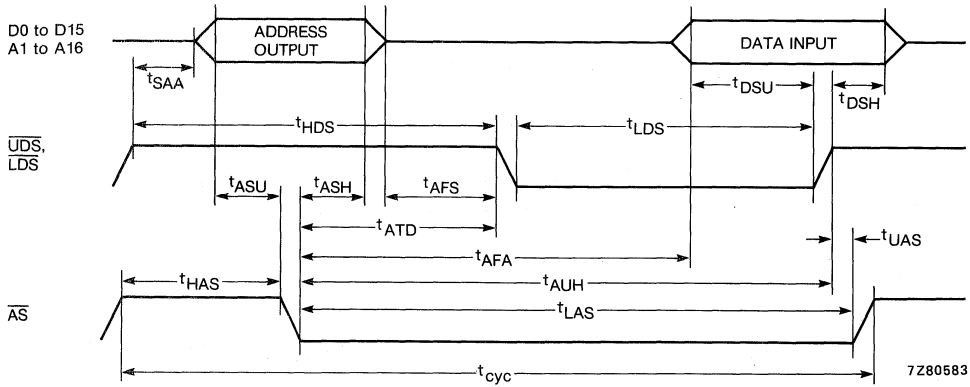 D0 to D15
A1 to A16
ADDRESS
OUTPUT
DATA INPUT
tSAA
tDSU
tDSH
tHDS
tLDS
UDS,
LDS
tASU
tASH
tAFS
tATD
tUAS
tAFA
tHAS
tAUH
AS
tLAS
tcyc
7Z80583